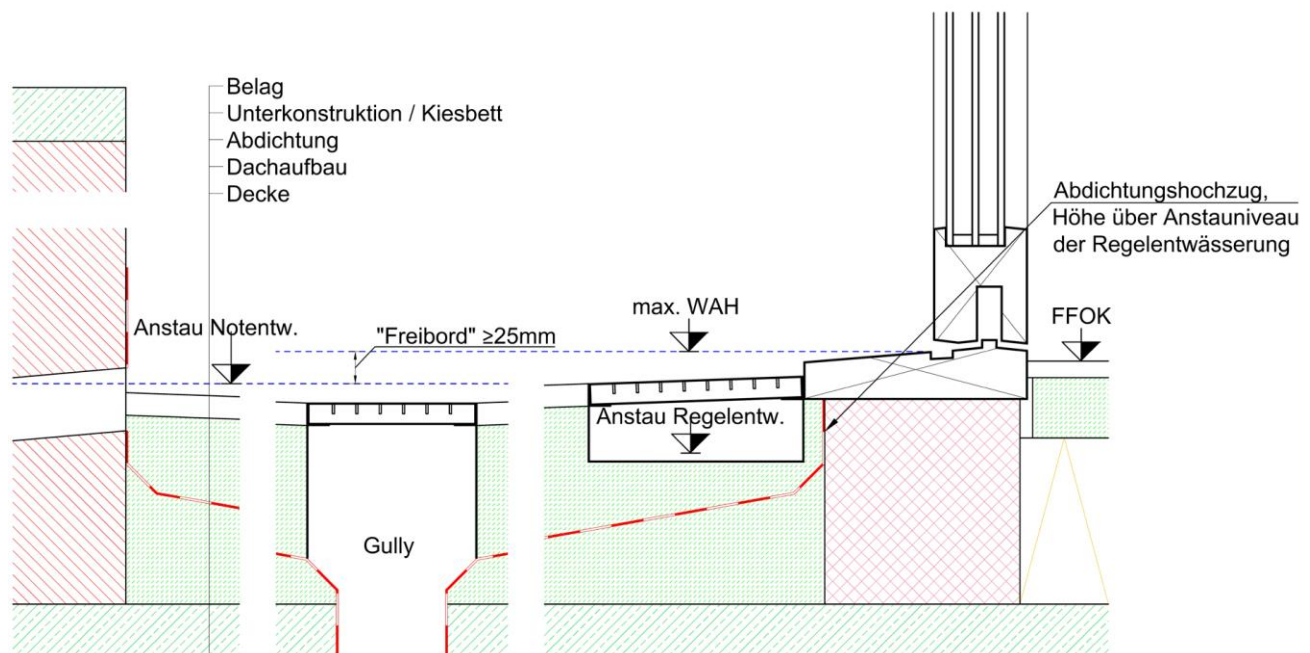 Belag
Unterkonstruktion / Kiesbett
Abdichtung
Dachaufbau
Decke
Abdichtungshochzug,
Höhe über Anstauniveau
der Regelentwässerung
Anstau Notentw.
"Freibord" ≥25mm
max. WAH
FFOK
Anstau Regelentw.
Gully